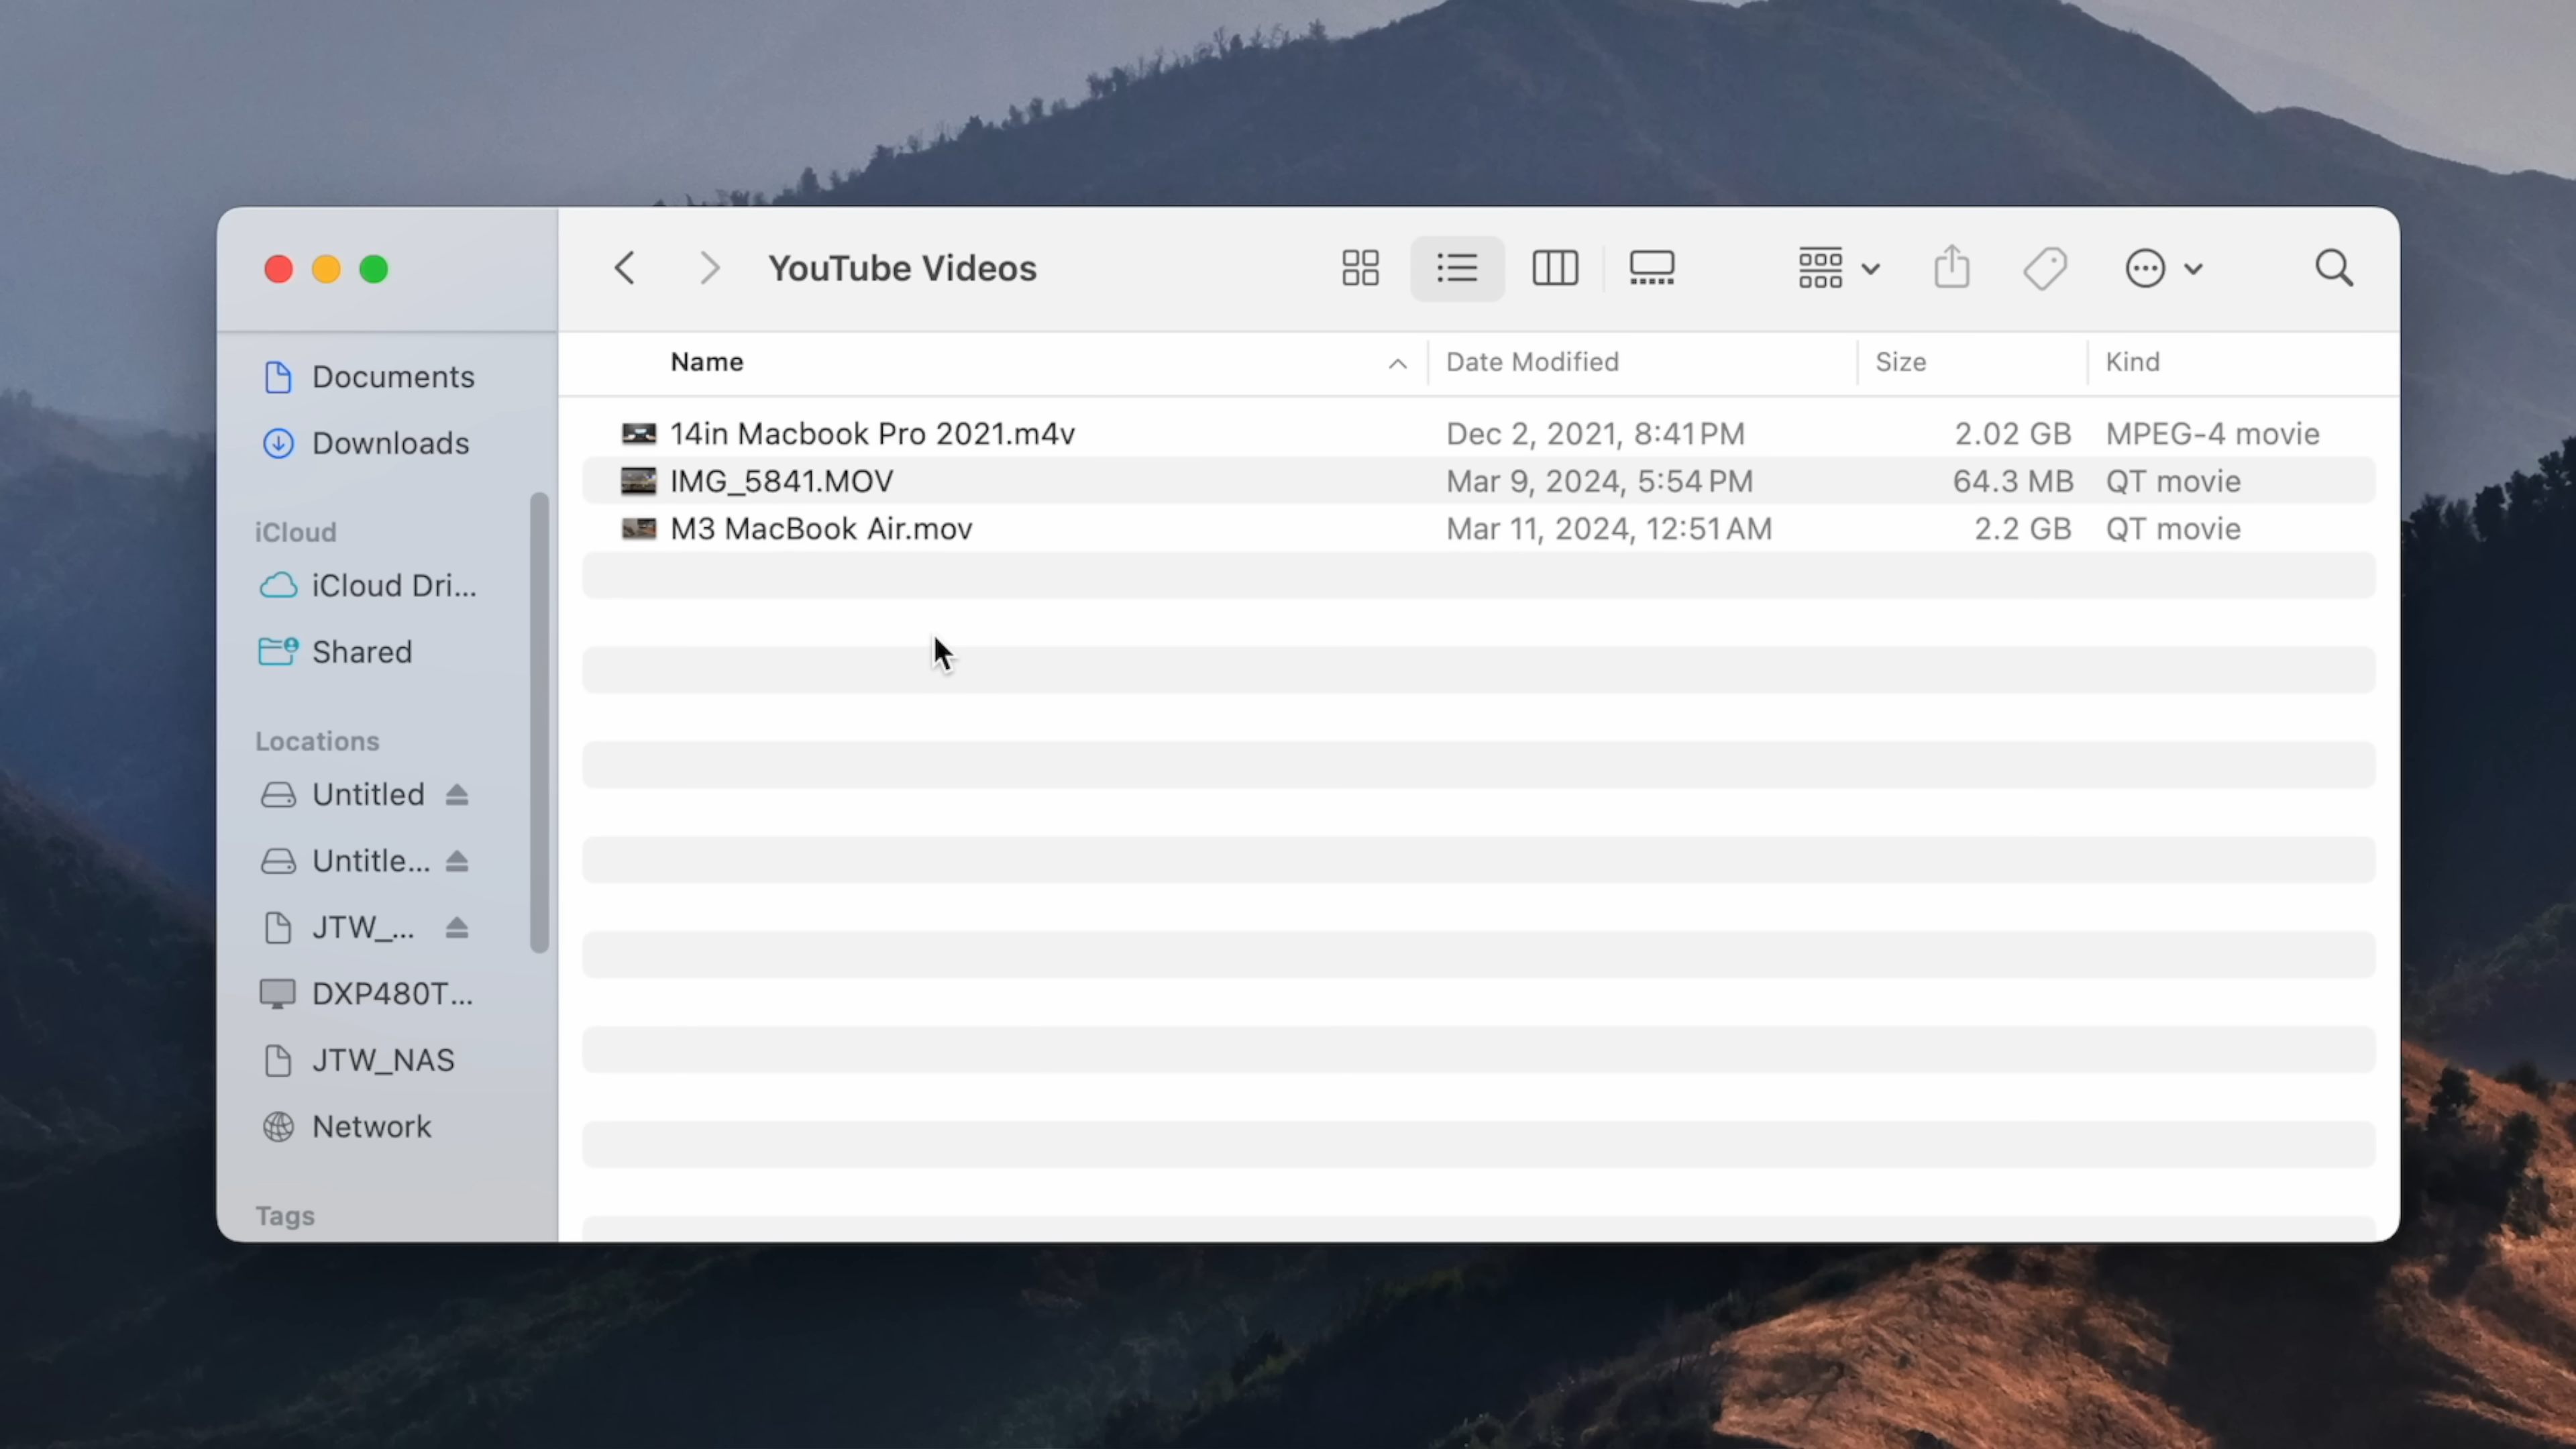 YouTube Videos
Documents
Downloads
iCloud
iCloud Dri...
Shared
Locations
Untitled
Untitle...
JTW_...
DXP480T...
JTW_NAS
Network
Tags
Name Date Modified Size Kind
14in Macbook Pro 2021.m4v Dec 2, 2021, 8:41 PM 2.02 GB MPEG-4 movie
IMG_5841.MOV Mar 9, 2024, 5:54 PM 64.3 MB QT movie
M3 MacBook Air.mov Mar 11, 2024, 12:51 AM 2.2 GB QT movie